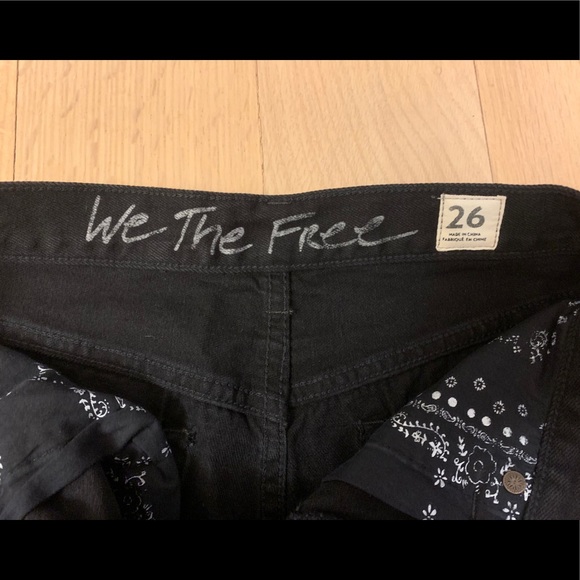 We The Free
26
MADE IN CHINA
FABRIQUÉ EN CHINE